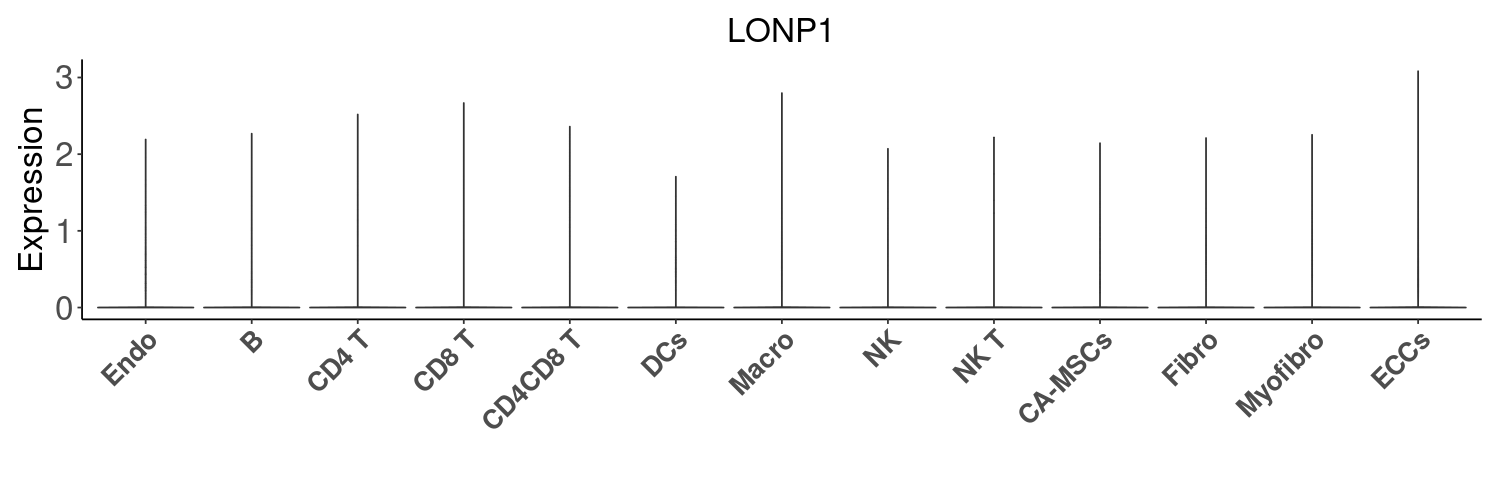 LONP1
Expression
3
2
1
0
Endo
B
CD4 T
CD8 T
CD4CD8 T
DCs
Macro
NK
NK T
CA-MSCs
Fibro
Myofibro
ECCs